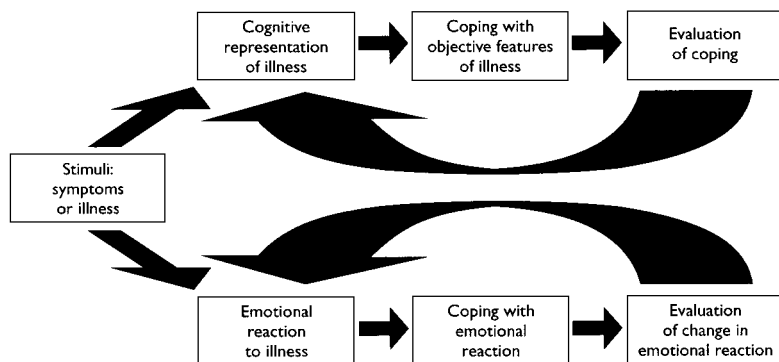 Cognitive
representation
of illness
Coping with
objective features
of illness
Evaluation
of coping
Stimuli:
symptoms
or illness
Emotional
reaction
to illness
Coping with
emotional
reaction
Evaluation
of change in
emotional reaction